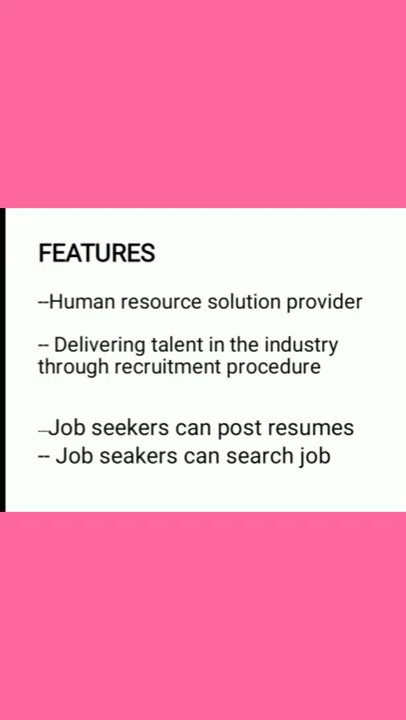 FEATURES
--Human resource solution provider
-- Delivering talent in the industry
through recruitment procedure
--Job seekers can post resumes
-- Job seakers can search job